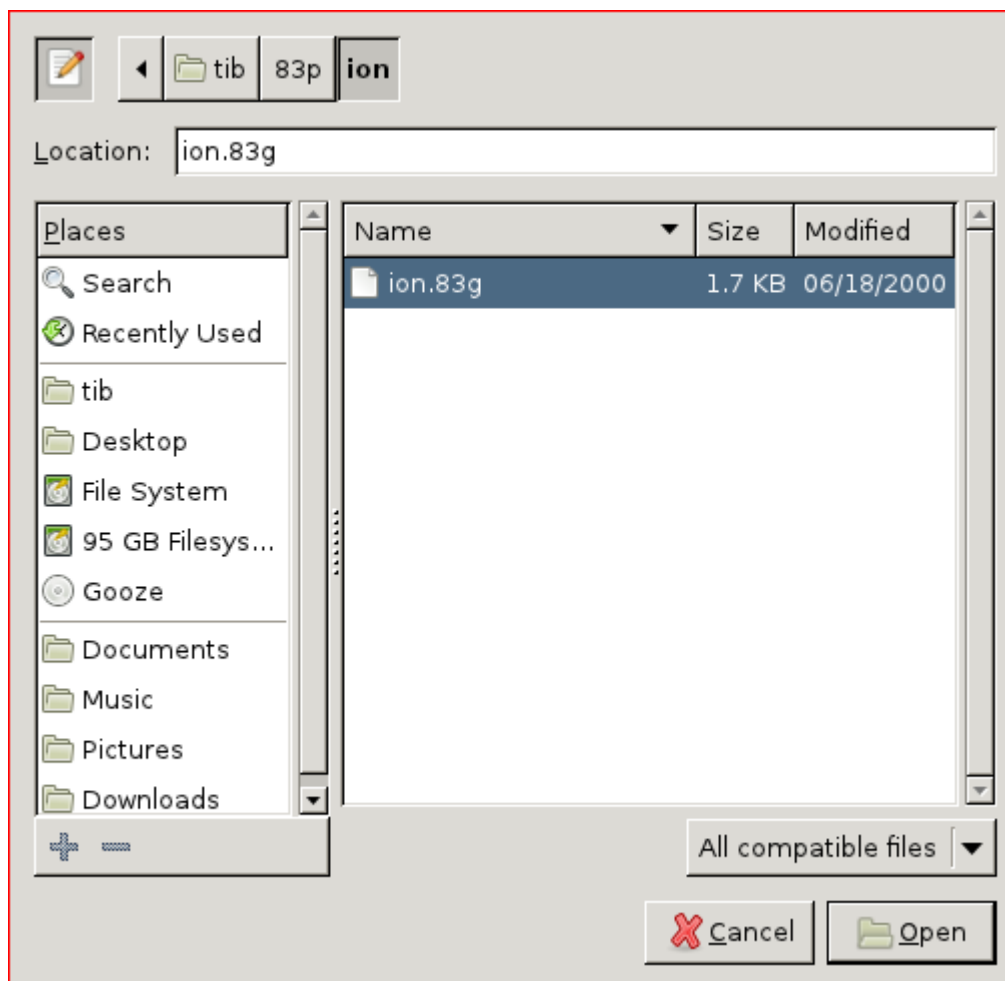 tib 83p ion
Location: ion.83g
Places
Search
Recently Used
tib
Desktop
File System
95 GB Filesys...
Gooze
Documents
Music
Pictures
Downloads
Name Size Modified
ion.83g 1.7 KB 06/18/2000
All compatible files
Cancel Open